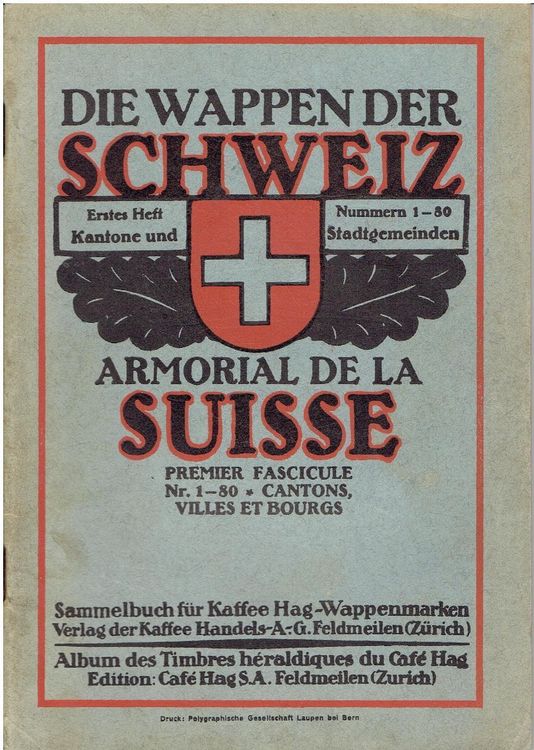 DIE WAPPEN DER
SCHWEIZ
Erstes Heft
Kantone und
Nummern 1-80
Stadtgemeinden
ARMORIAL DE LA
SUISSE
PREMIER FASCICULE
Nr. 1-80 * CANTONS,
VILLES ET BOURGS
Sammelbuch für Kaffee Hag-Wappenmarken
Verlag der Kaffee Handels-A.-G. Feldmeilen (Zürich)
Album des Timbres héraldiques du Café Hag
Edition: Café Hag S.A. Feldmeilen (Zurich)
Druck: Polygraphische Gesellschaft Laupen bei Bern